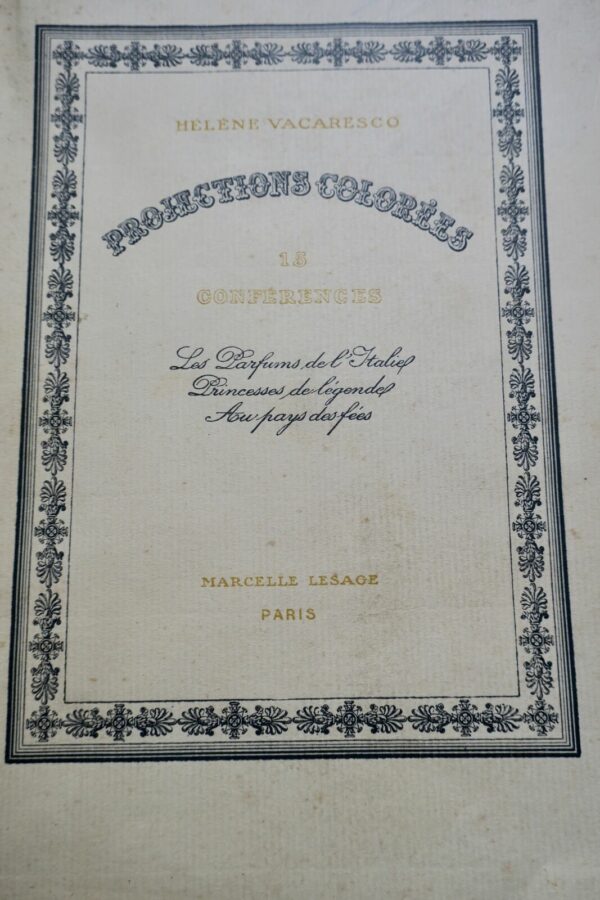 HÉLÈNE VACARESCO
PROJECTIONS COLORÉES
15
CONFÉRENCES
Les Parfums de l'Italie
Princesses de légende
Au pays des fées
MARCELLE LESAGE
PARIS